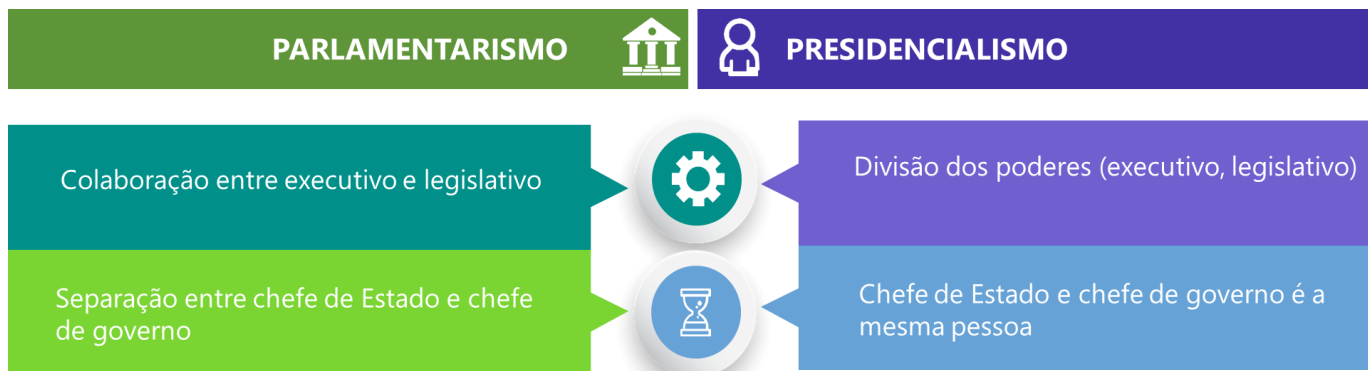 PARLAMENTARISMO
PRESIDENCIALISMO
Colaboração entre executivo e legislativo
Divisão dos poderes (executivo, legislativo)
Separação entre chefe de Estado e chefe
de governo
Chefe de Estado e chefe de governo é a
mesma pessoa